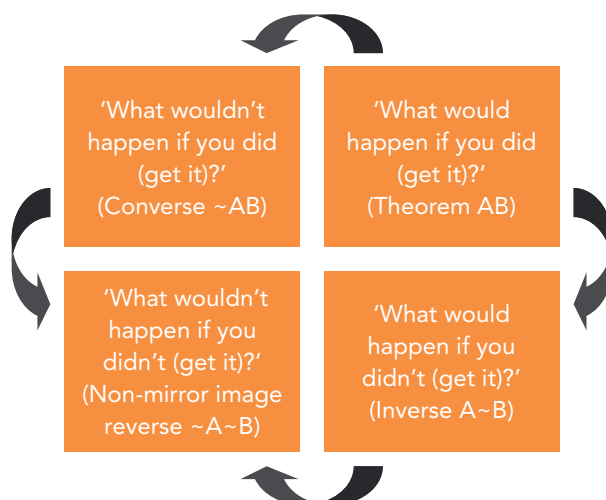 ‘What wouldn’t
happen if you did
(get it)?’
(Converse ~AB)
‘What would
happen if you did
(get it)?’
(Theorem AB)
‘What wouldn’t
happen if you
didn’t (get it)?’
(Non-mirror image
reverse ~A~B)
‘What would
happen if you
didn’t (get it)?’
(Inverse A~B)